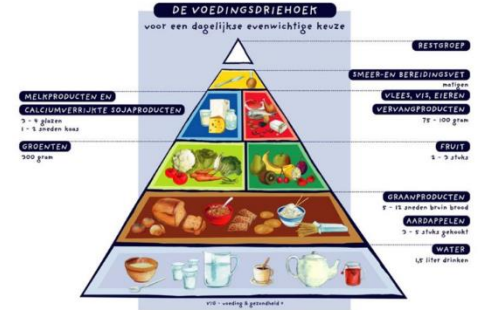 DE VOEDINGSDRIEHOEK
voor een dagelijkse evenwichtige keuze
RESTGROEP
SMEER-EN BEREIDINGSVET
matigen
MELKPRODUCTEN EN
CALCIUMVERRIJKTE SOJAPRODUCTEN
3 - 4 glazen
1 - 2 sneden kaas
VLEES, VIS, EIEREN
VERVANGPRODUCTEN
75 - 100 gram
GROENTEN
300 gram
FRUIT
2 - 3 stuks
GRAANPRODUCTEN
5 - 12 sneden bruin brood
AARDAPPELEN
3 - 5 stuks gekookt
WATER
1,5 liter drinken
voeding & gezondheid